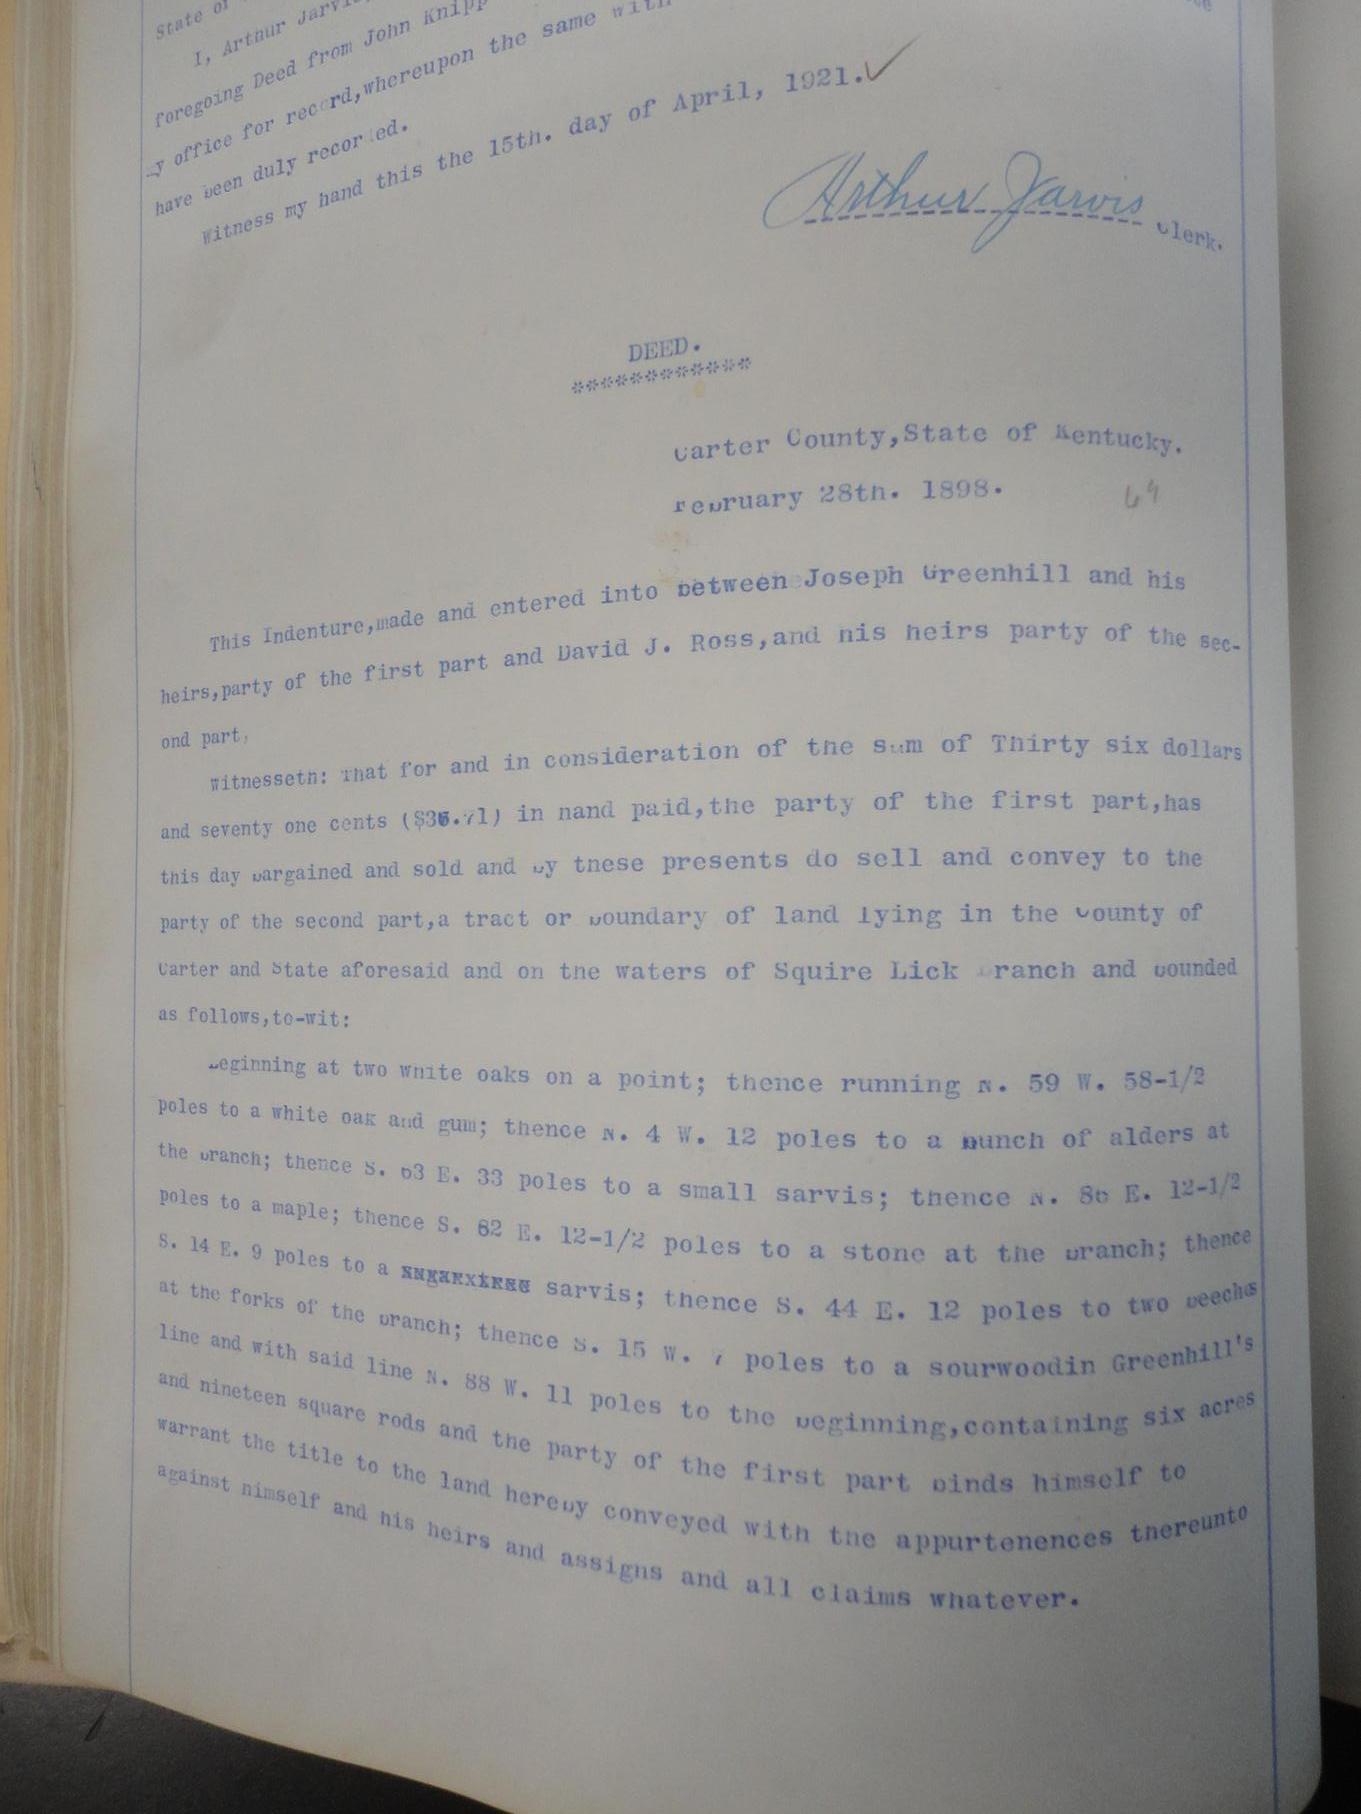 State of
I, Arthur Jarvis,
foregoing Deed from John Knipp
my office for record,whereupon the same with
have been duly recorded.
Witness my hand this the 15th. day of April, 1921.✓
Arthur Jarvis Clerk.
DEED.
*************
Carter County,State of Kentucky.
February 28th. 1898.
64
This Indenture,made and entered into between Joseph Greenhill and his
heirs,party of the first part and David J. Ross,and his heirs party of the sec-
ond part,
Witnesseth: That for and in consideration of the sum of Thirty six dollars
and seventy one cents ($36.71) in hand paid,the party of the first part,has
this day bargained and sold and by these presents do sell and convey to the
party of the second part,a tract or boundary of land lying in the County of
Carter and State aforesaid and on the waters of Squire Lick Branch and bounded
as follows,to-wit:
Beginning at two white oaks on a point; thence running N. 59 W. 58-1/2
poles to a white oak and gum; thence N. 4 W. 12 poles to a bunch of alders at
the branch; thence S. 63 E. 33 poles to a small sarvis; thence N. 86 E. 12-1/2
poles to a maple; thence S. 62 E. 12-1/2 poles to a stone at the branch; thence
S. 14 E. 9 poles to a sarvis; thence S. 44 E. 12 poles to two beeches
at the forks of the branch; thence S. 15 W. 7 poles to a sourwoodin Greenhill's
line and with said line N. 88 W. 11 poles to the beginning,containing six acres
and nineteen square rods and the party of the first part binds himself to
warrant the title to the land hereby conveyed with the appurtenences thereunto
against himself and his heirs and assigns and all claims whatever.